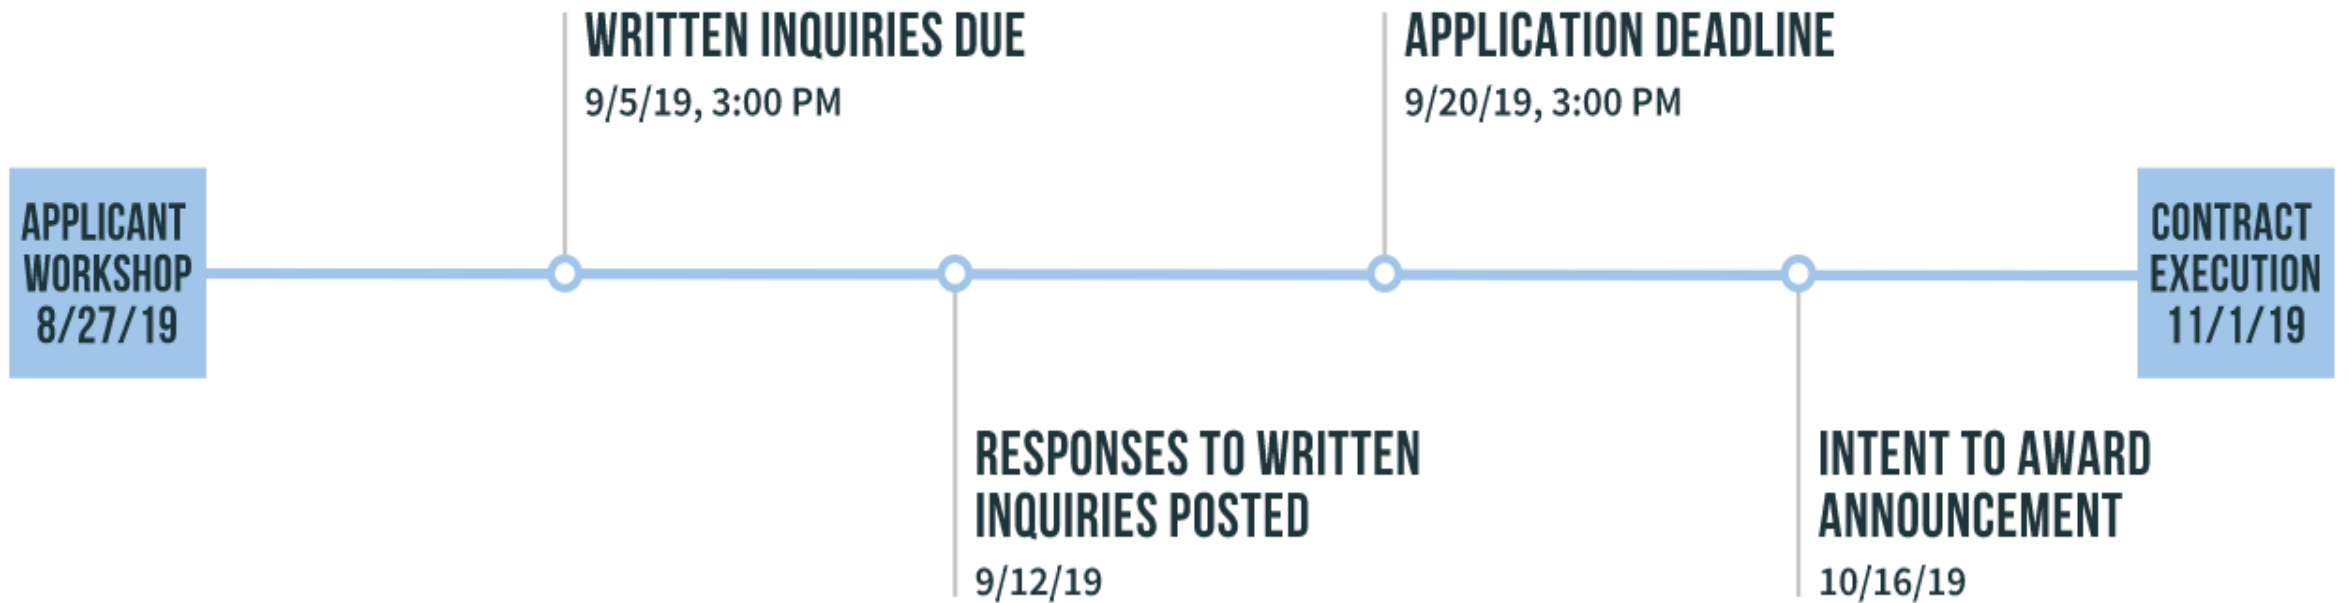 WRITTEN INQUIRIES DUE
9/5/19, 3:00 PM
APPLICATION DEADLINE
9/20/19, 3:00 PM
APPLICANT
WORKSHOP
8/27/19
CONTRACT
EXECUTION
11/1/19
RESPONSES TO WRITTEN
INQUIRIES POSTED
9/12/19
INTENT TO AWARD
ANNOUNCEMENT
10/16/19